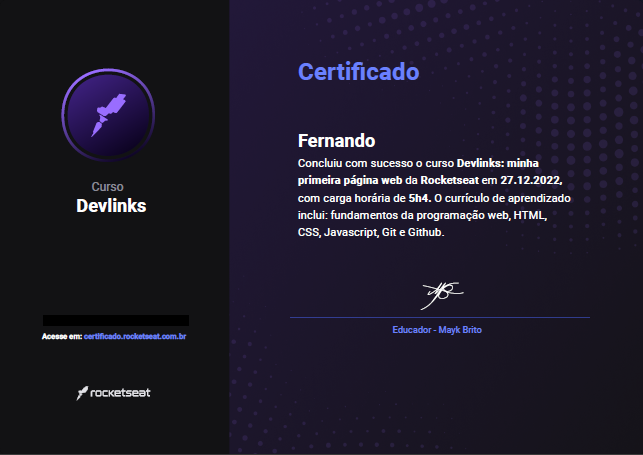 Curso
Devlinks
Acesse em: certificado.rocketseat.com.br
rocketseat
Certificado
Fernando
Concluiu com sucesso o curso Devlinks: minha
primeira página web da Rocketseat em 27.12.2022,
com carga horária de 5h4. O currículo de aprendizado
inclui: fundamentos da programação web, HTML,
CSS, Javascript, Git e Github.
Educador - Mayk Brito